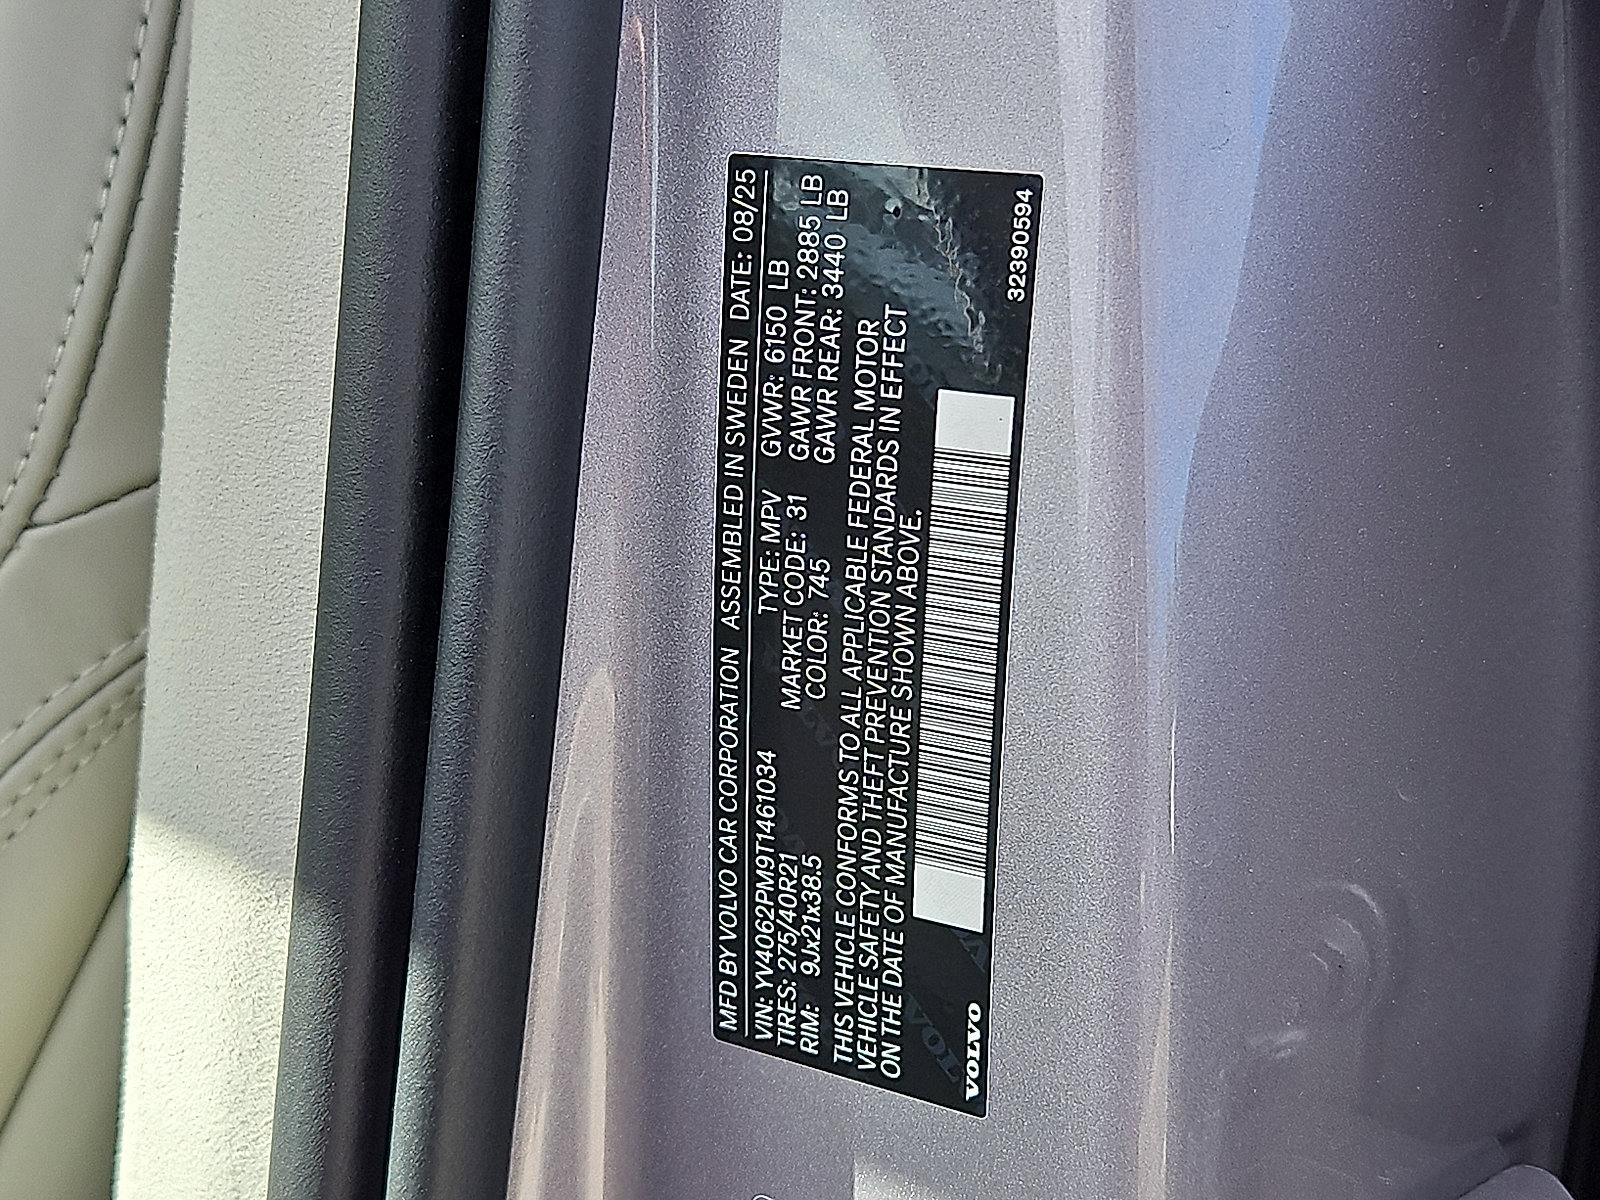 MFD BY VOLVO CAR CORPORATION ASSEMBLED IN SWEDEN DATE: 08/25
VIN: YV4062PM9T1461034 TYPE: MPV GVWR: 6150 LB
TIRES: 275/40R21 MARKET CODE: 31 GAWR FRONT: 2885 LB
RIM: 9Jx21x38.5 COLOR: 745 GAWR REAR: 3440 LB
THIS VEHICLE CONFORMS TO ALL APPLICABLE FEDERAL MOTOR
VEHICLE SAFETY AND THEFT PREVENTION STANDARDS IN EFFECT
ON THE DATE OF MANUFACTURE SHOWN ABOVE.
VOLVO 32390594